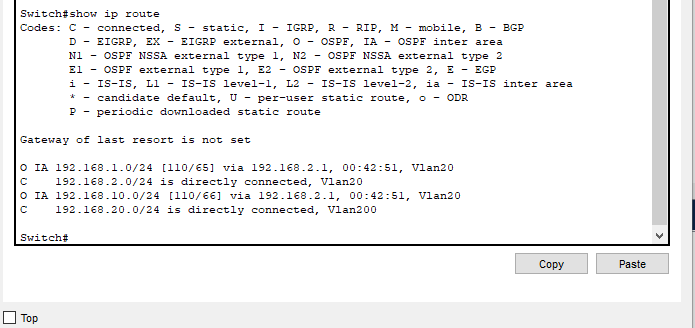 Switch#show ip route
Codes: C - connected, S - static, I - IGRP, R - RIP, M - mobile, B - BGP
D - EIGRP, EX - EIGRP external, O - OSPF, IA - OSPF inter area
N1 - OSPF NSSA external type 1, N2 - OSPF NSSA external type 2
E1 - OSPF external type 1, E2 - OSPF external type 2, E - EGP
i - IS-IS, L1 - IS-IS level-1, L2 - IS-IS level-2, ia - IS-IS inter area
* - candidate default, U - per-user static route, o - ODR
P - periodic downloaded static route
Gateway of last resort is not set
O IA 192.168.1.0/24 [110/65] via 192.168.2.1, 00:42:51, Vlan20
C 192.168.2.0/24 is directly connected, Vlan20
O IA 192.168.10.0/24 [110/66] via 192.168.2.1, 00:42:51, Vlan20
C 192.168.20.0/24 is directly connected, Vlan200
Switch#
Copy Paste
Top